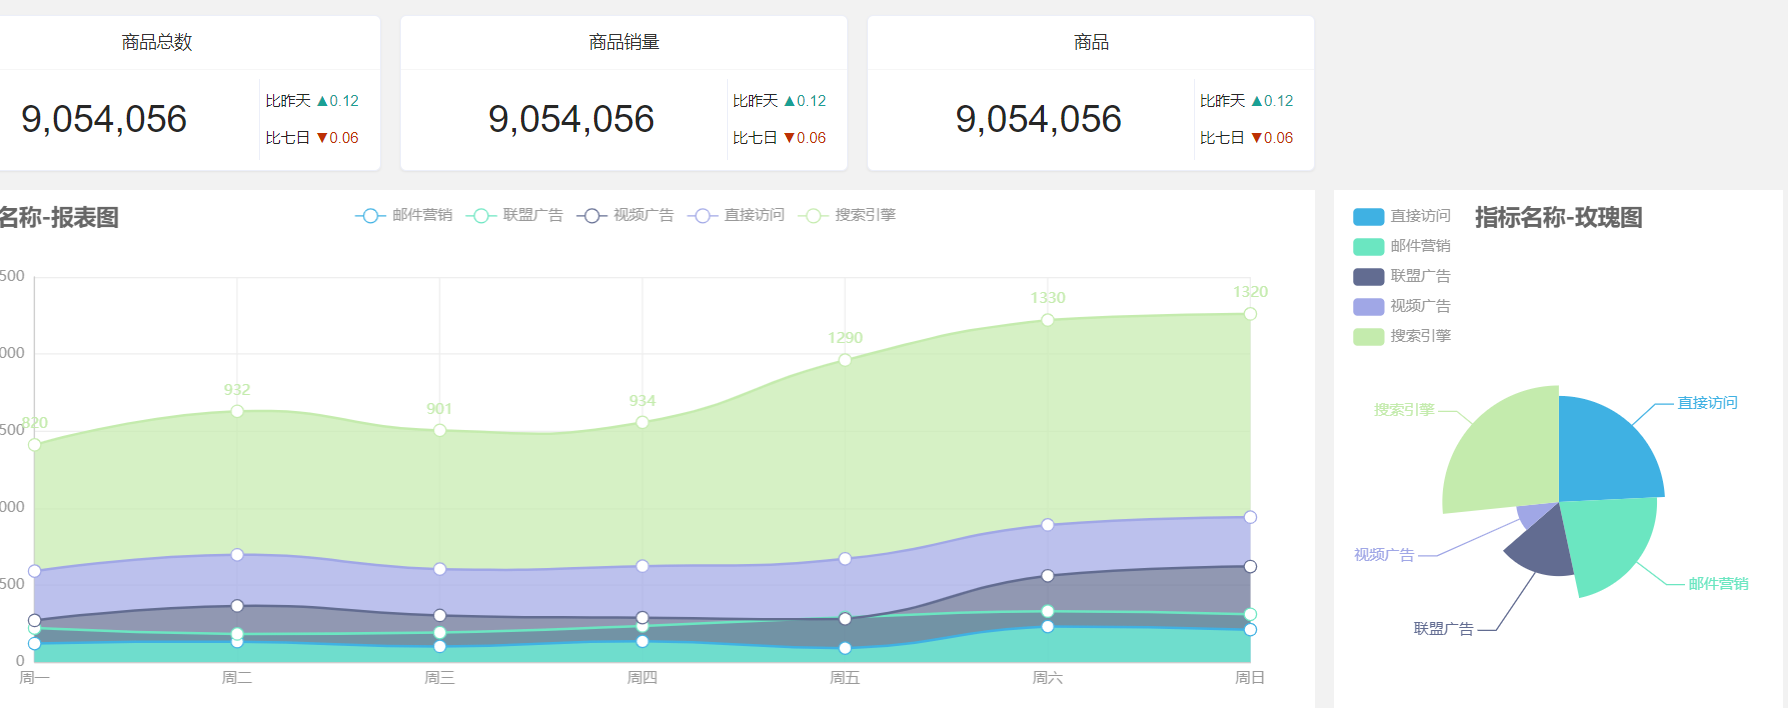 商品总数
9,054,056
比昨天 ▲0.12
比七日 ▼0.06
商品销量
9,054,056
比昨天 ▲0.12
比七日 ▼0.06
商品
9,054,056
比昨天 ▲0.12
比七日 ▼0.06
名称-报表图
邮件营销 联盟广告 视频广告 直接访问 搜索引擎
500
000
500
000
500
0
820
932
901
934
1290
1330
1320
周一 周二 周三 周四 周五 周六 周日
指标名称-玫瑰图
直接访问
邮件营销
联盟广告
视频广告
搜索引擎
直接访问
搜索引擎
视频广告
邮件营销
联盟广告